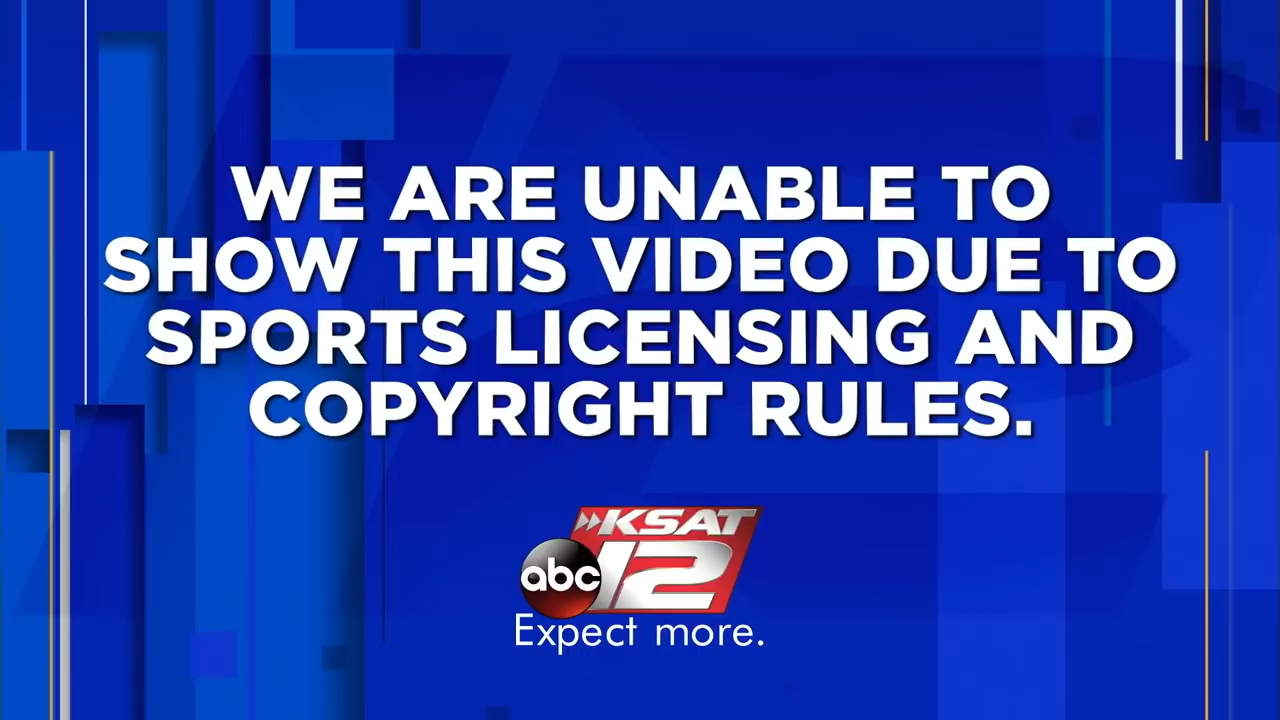 WE ARE UNABLE TO
SHOW THIS VIDEO DUE TO
SPORTS LICENSING AND
COPYRIGHT RULES.
KSAT
abc 12
Expect more.